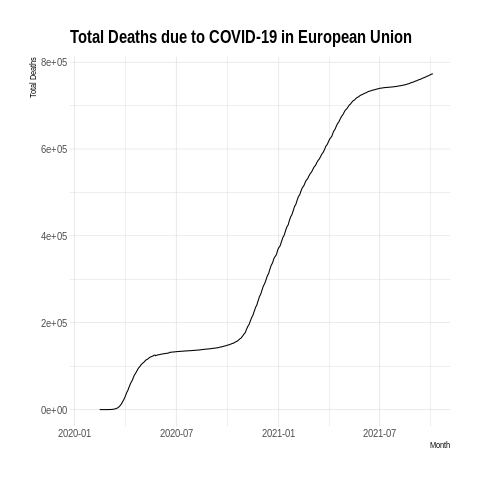 Total Deaths due to COVID-19 in European Union
Total Deaths
8e+05
6e+05
4e+05
2e+05
0e+00
2020-01 2020-07 2021-01 2021-07
Month